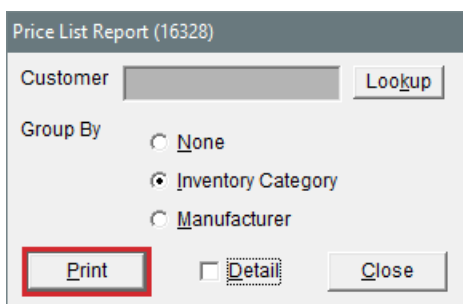 Price List Report (16328)
Customer Lookup
Group By
None
Inventory Category
Manufacturer
Print Detail Close